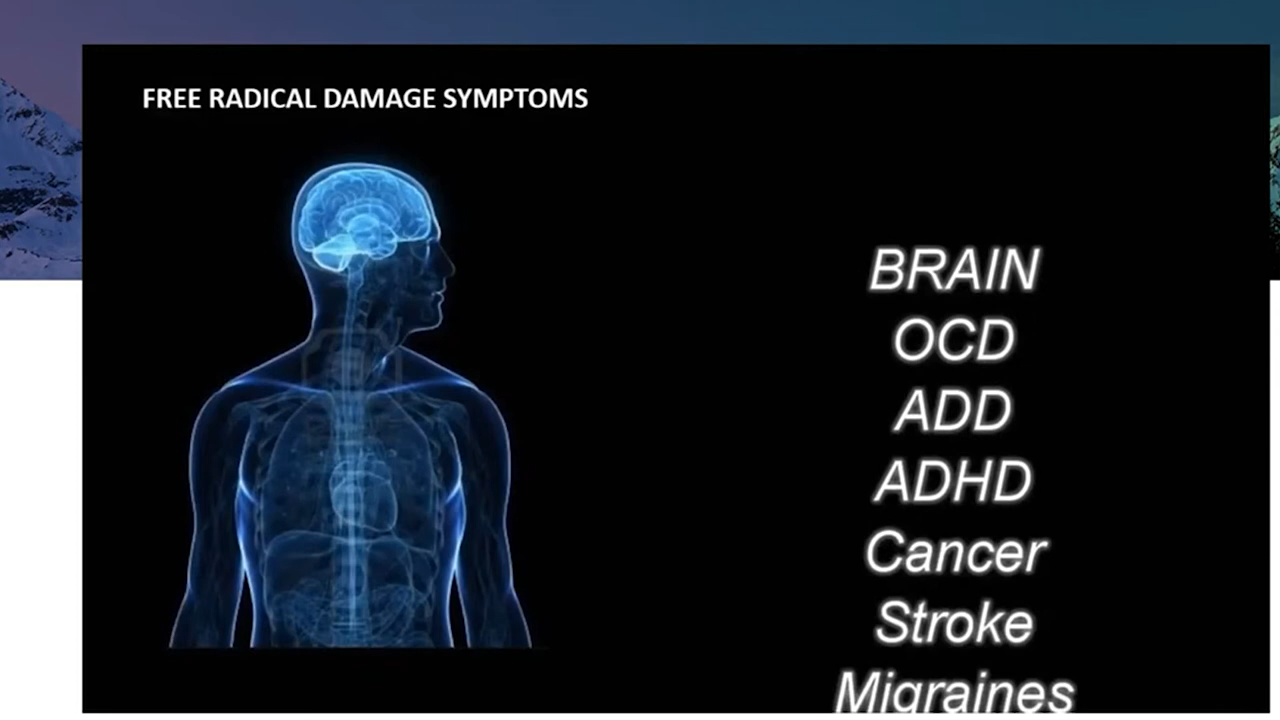 FREE RADICAL DAMAGE SYMPTOMS
BRAIN
OCD
ADD
ADHD
Cancer
Stroke
Migraines